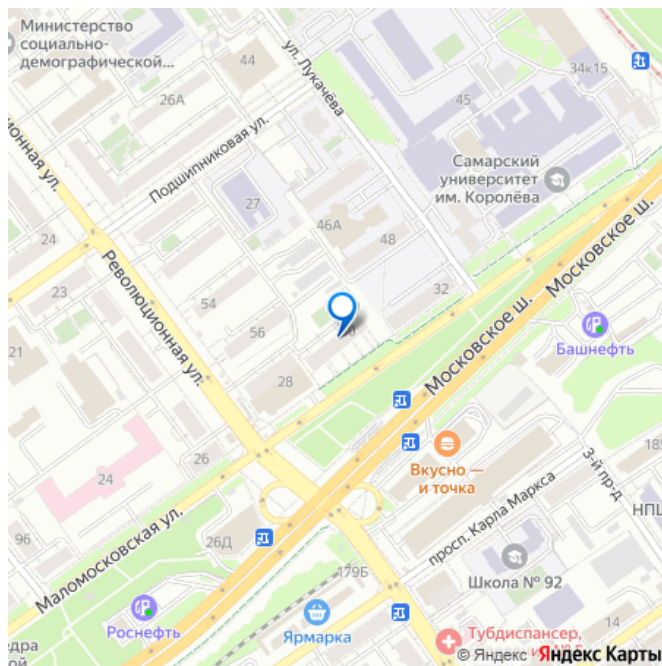 Министерство
социально-
демографической...
44
26А
ул. Лукачёва
34к15
45
Подшипниковая ул.
Самарский
университет
им. Королёва
27
46А
48
24
23
54
56
32
Революционная ул.
Московское ш.
Московское ш.
Башнефть
21
28
26
24
Вкусно —
и точка
3-й пр-д
просп. Карла Маркса
96
Маломосковская ул.
26Д
179Б
Школа № 92
Роснефть
Ярмарка
Тубдиспансер,
14
© Яндекс Яндекс Карты